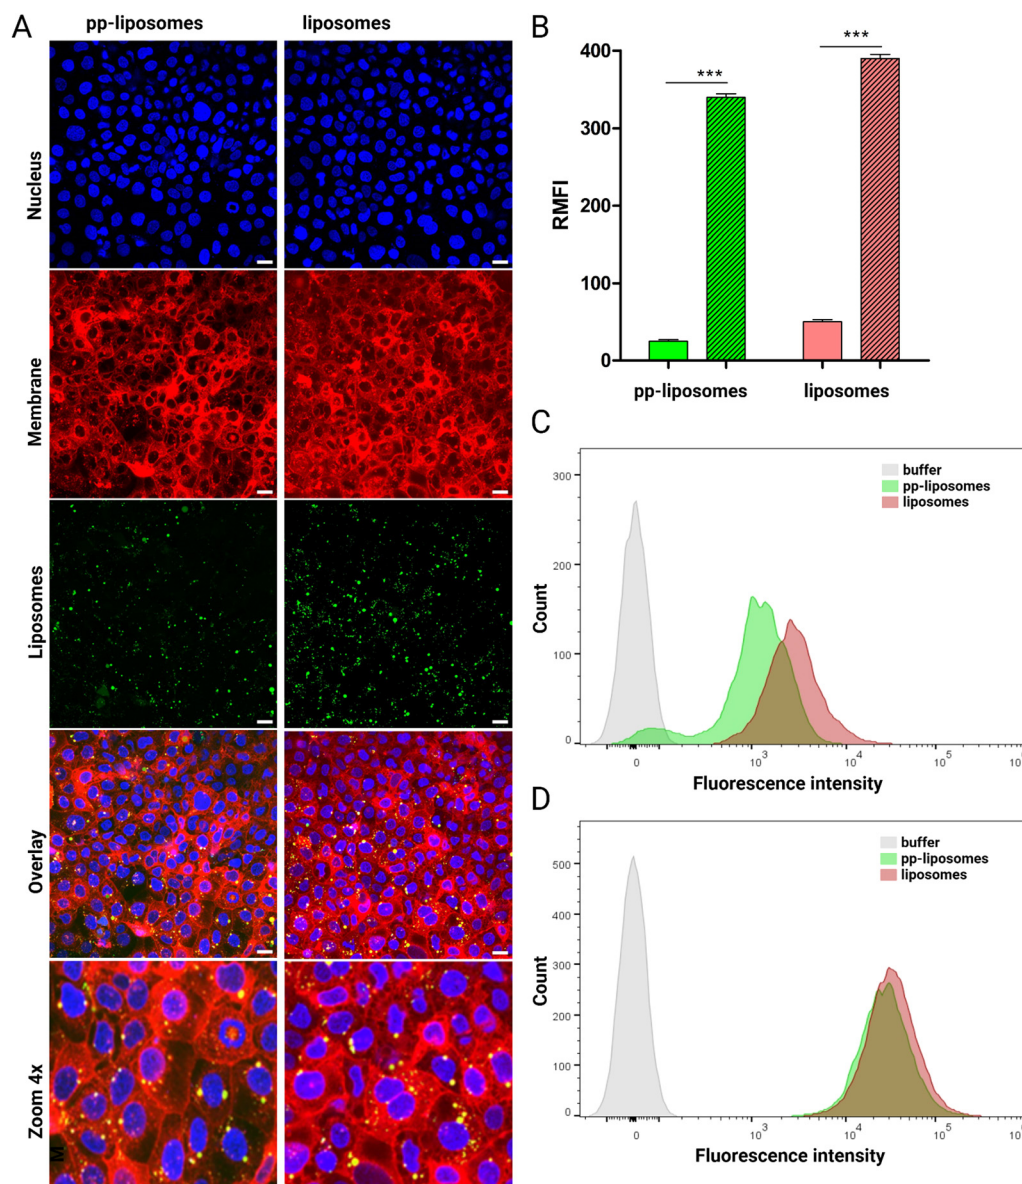 A
pp-liposomes
liposomes
Nucleus
Membrane
Liposomes
Overlay
Zoom 4x
M
B
400
300
200
100
0
RMFI
***
***
pp-liposomes
liposomes
C
300
200
100
0
Count
buffer
pp-liposomes
liposomes
0
10^3
10^4
10^5
10
Fluorescence intensity
D
500
400
300
200
100
0
Count
buffer
pp-liposomes
liposomes
0
10^3
10^4
10^5
10
Fluorescence intensity